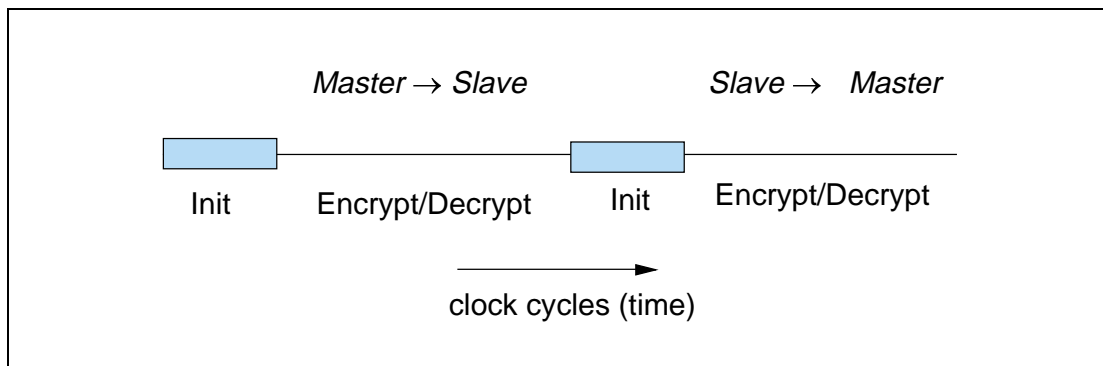 Master → Slave Slave → Master
Init Encrypt/Decrypt Init Encrypt/Decrypt
clock cycles (time)